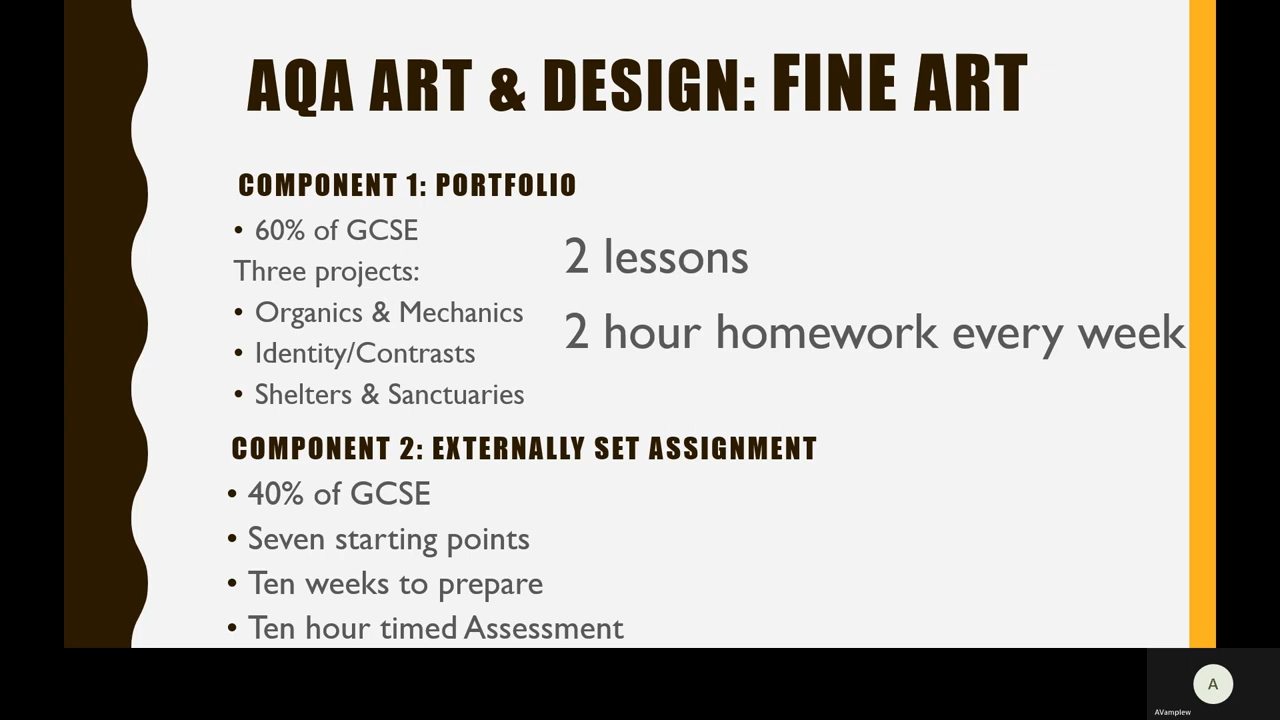 AQA ART & DESIGN: FINE ART
COMPONENT 1: PORTFOLIO
• 60% of GCSE
Three projects:
• Organics & Mechanics
• Identity/Contrasts
• Shelters & Sanctuaries
2 lessons
2 hour homework every week
COMPONENT 2: EXTERNALLY SET ASSIGNMENT
• 40% of GCSE
• Seven starting points
• Ten weeks to prepare
• Ten hour timed Assessment
A
AVamplew